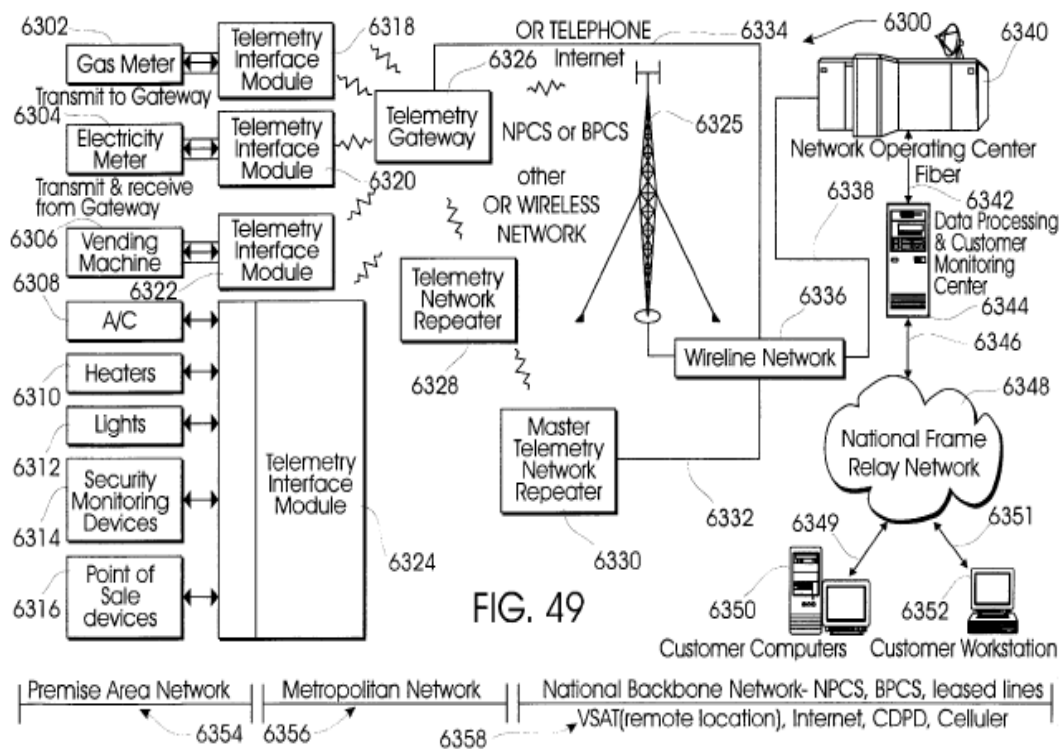 6302
Gas Meter
Telemetry
Interface
Module
6318
OR TELEPHONE
6334
6300
6340
6326
Internet
Transmit to Gateway
6304
Electricity
Meter
Telemetry
Interface
Module
6320
Telemetry
Gateway
NPCS or BPCS
6325
Network Operating Center
Transmit & receive
from Gateway
other
OR WIRELESS
NETWORK
6338
Fiber
6342
6306
Vending
Machine
Telemetry
Interface
Module
6322
Data Processing
& Customer
Monitoring
Center
6308
A/C
Telemetry
Network
Repeater
6328
6336
Wireline Network
6344
6346
Heaters
6310
Lights
6312
6348
National Frame
Relay Network
Security
Monitoring
Devices
6314
Telemetry
Interface
Module
6324
Master
Telemetry
Network
Repeater
6330
6332
6349
6351
Point of
Sale
devices
6316
FIG. 49
6350
6352
Customer Computers
Customer Workstation
Premise Area Network
Metropolitan Network
National Backbone Network- NPCS, BPCS, leased lines
6354
6356
6358
VSAT(remote location), Internet, CDPD, Celluler